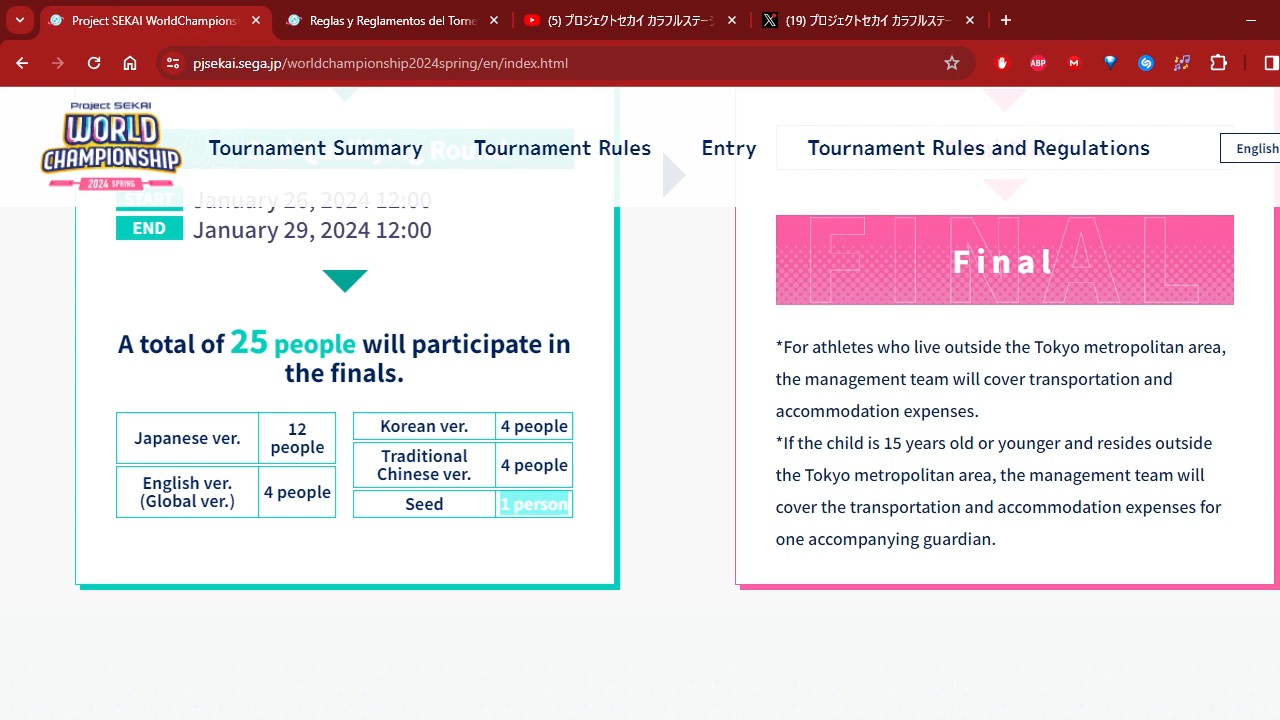 Project SEKAI WorldChampions
Reglas y Reglamentos del Torne
(5) プロジェクトセカイ カラフルステー
(19) プロジェクトセカイ カラフルステー
pjsekai.sega.jp/worldchampionship2024spring/en/index.html
ABP
M
Project SEKAI
WORLD
CHAMPIONSHIP
2024 SPRING
Tournament Summary
Tournament Rules
Entry
Tournament Rules and Regulations
English
START January 26, 2024 12:00
END January 29, 2024 12:00
A total of 25 people will participate in
the finals.
Japanese ver. 12 people
English ver. (Global ver.) 4 people
Korean ver. 4 people
Traditional Chinese ver. 4 people
Seed 1 person
FINAL
Final
*For athletes who live outside the Tokyo metropolitan area,
the management team will cover transportation and
accommodation expenses.
*If the child is 15 years old or younger and resides outside
the Tokyo metropolitan area, the management team will
cover the transportation and accommodation expenses for
one accompanying guardian.